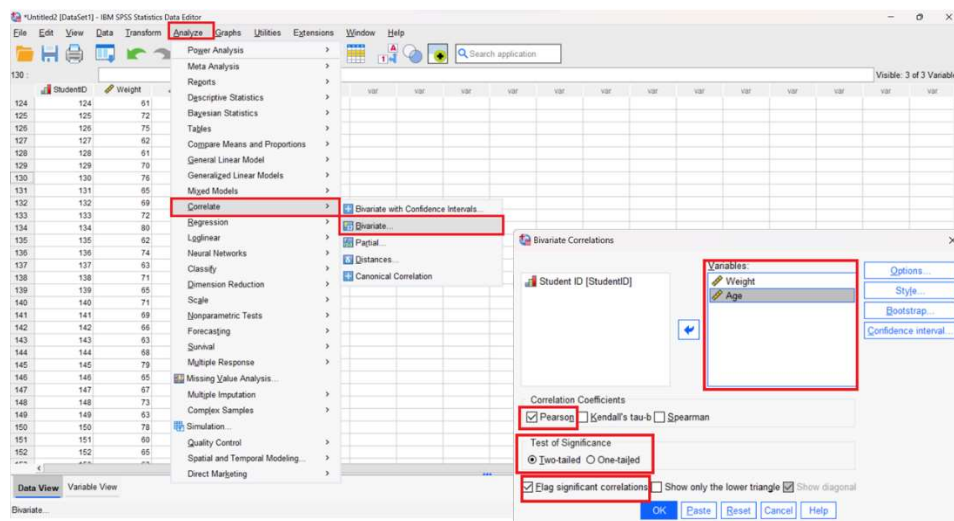 *Untitled2 [DataSet1] - IBM SPSS Statistics Data Editor
File Edit View Data Transform Analyze Graphs Utilities Extensions Window Help
Search application
130 :
Visible: 3 of 3 Variable
StudentID Weight var var var var var var var var var var var var var
124 124 61
125 125 72
126 126 75
127 127 62
128 128 61
129 129 70
130 130 76
131 131 65
132 132 69
133 133 72
134 134 80
135 135 62
136 136 74
137 137 63
138 138 71
139 139 65
140 140 71
141 141 69
142 142 66
143 143 63
144 144 68
145 145 79
146 146 65
147 147 67
148 148 73
149 149 63
150 150 78
151 151 60
152 152 65
Power Analysis
Meta Analysis
Reports
Descriptive Statistics
Bayesian Statistics
Tables
Compare Means and Proportions
General Linear Model
Generalized Linear Models
Mixed Models
Correlate
Regression
Loglinear
Neural Networks
Classify
Dimension Reduction
Scale
Nonparametric Tests
Forecasting
Survival
Multiple Response
Missing Value Analysis...
Multiple Imputation
Complex Samples
Simulation...
Quality Control
Spatial and Temporal Modeling...
Direct Marketing
Bivariate with Confidence Intervals...
Bivariate...
Partial...
Distances...
Canonical Correlation
Bivariate Correlations
Student ID [StudentID]
Variables:
Weight
Age
Options...
Style...
Bootstrap...
Confidence interval...
Correlation Coefficients
Pearson Kendall's tau-b Spearman
Test of Significance
Two-tailed One-tailed
Flag significant correlations Show only the lower triangle Show diagonal
OK Paste Reset Cancel Help
Data View Variable View
Bivariate...